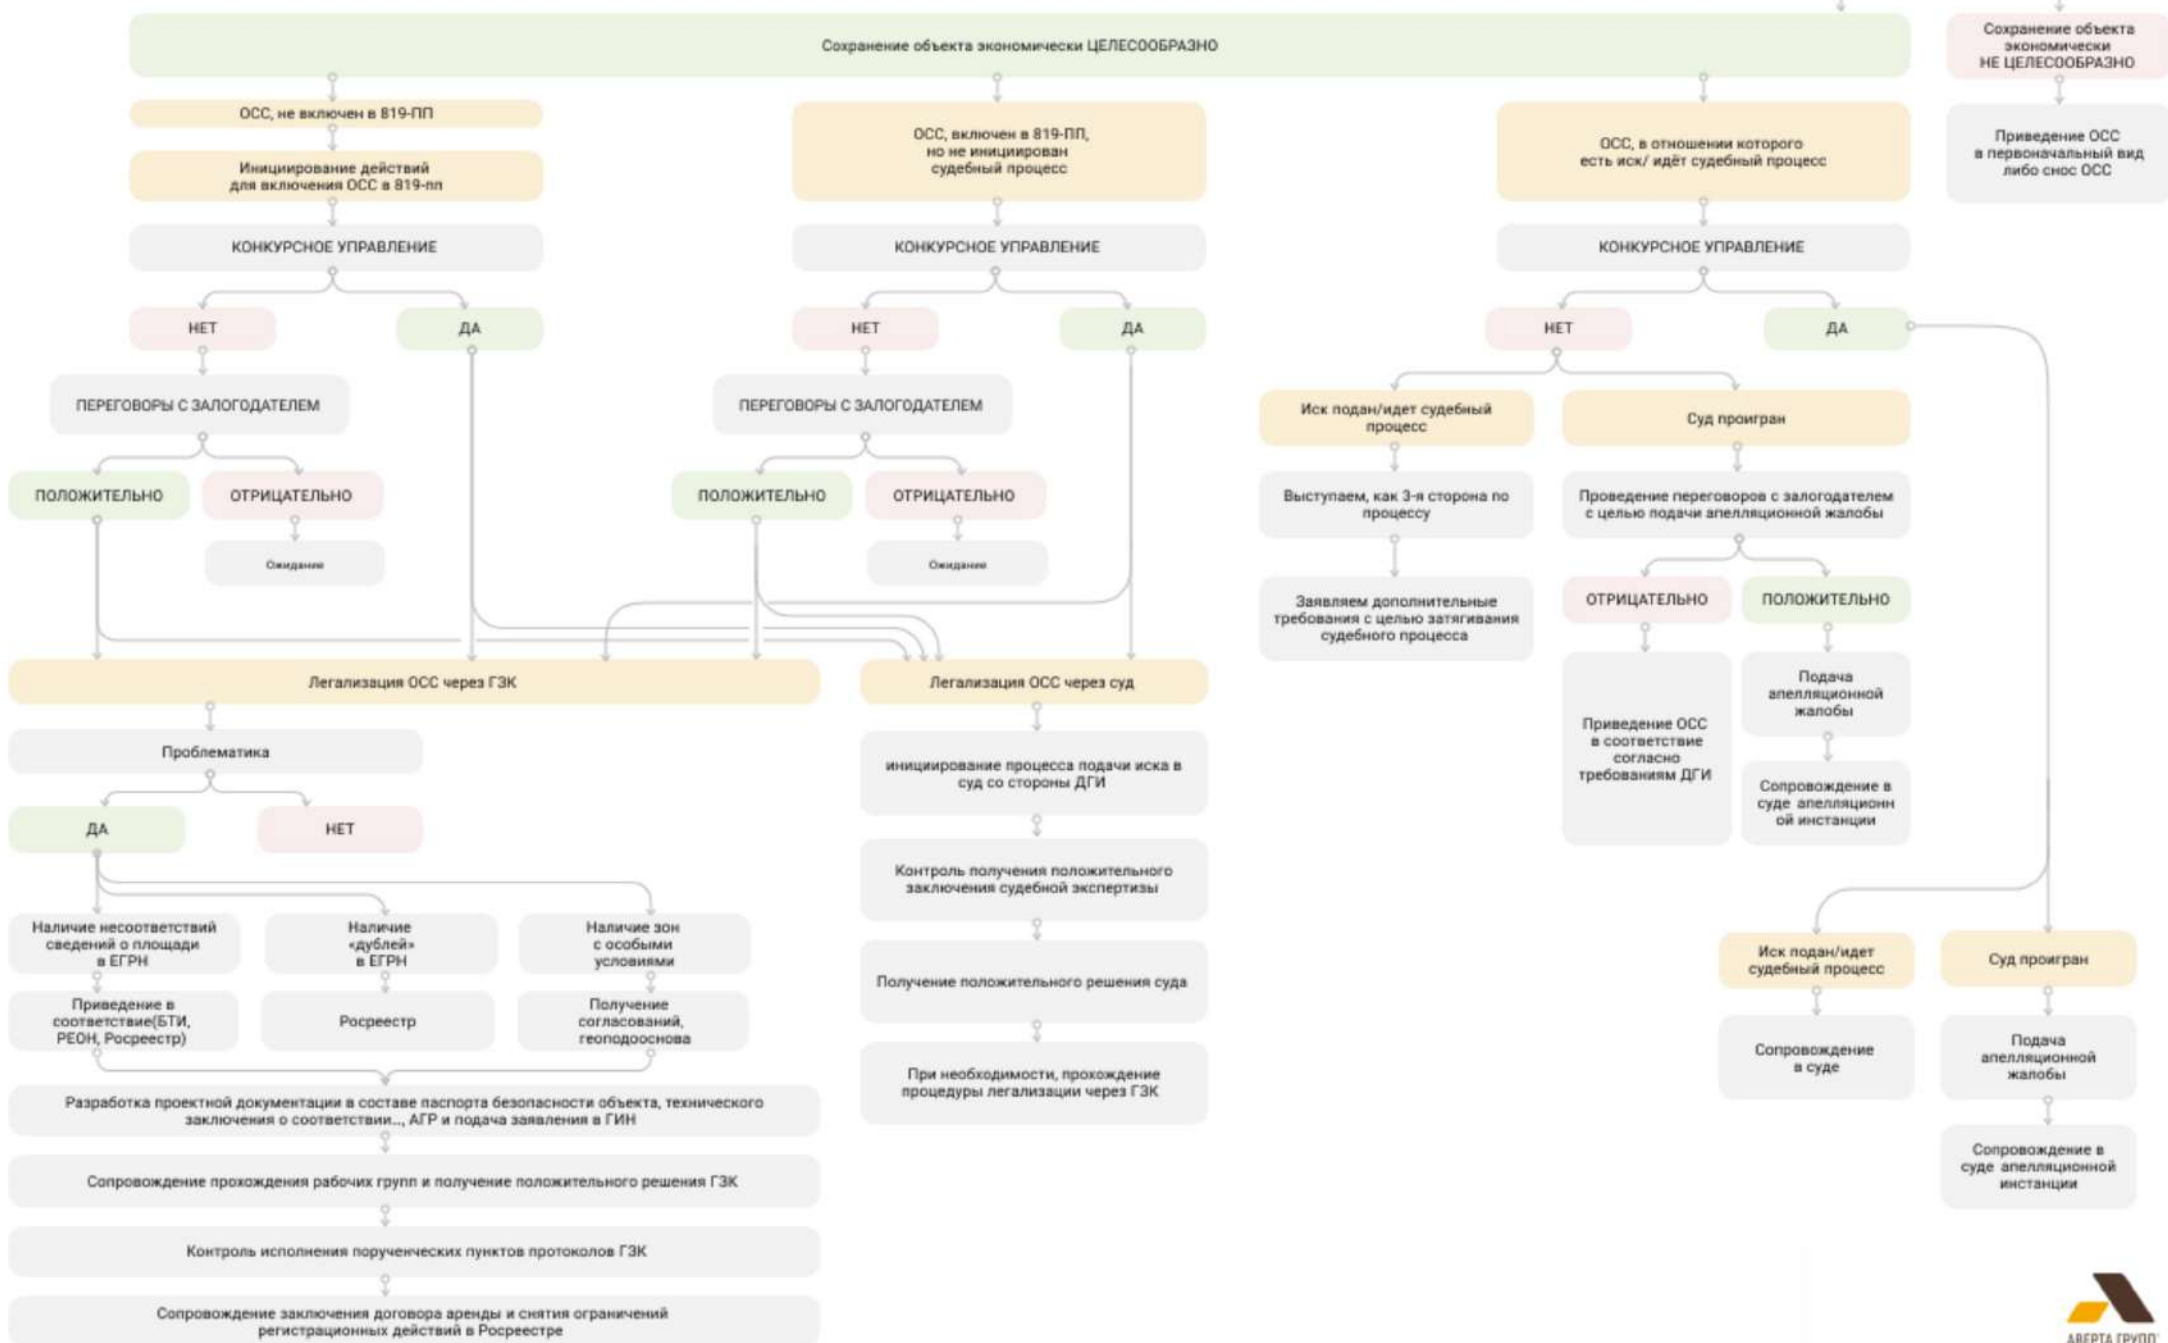 Сохранение объекта экономически ЦЕЛЕСООБРАЗНО
Сохранение объекта
экономически
НЕ ЦЕЛЕСООБРАЗНО
Приведение ОСС
в первоначальный вид
либо снос ОСС
ОСС, не включен в 819-ПП
Инициирование действий
для включения ОСС в 819-пп
КОНКУРСНОЕ УПРАВЛЕНИЕ
НЕТ
ДА
ПЕРЕГОВОРЫ С ЗАЛОГОДАТЕЛЕМ
ПОЛОЖИТЕЛЬНО
ОТРИЦАТЕЛЬНО
Ожидание
ОСС, включен в 819-ПП,
но не инициирован
судебный процесс
КОНКУРСНОЕ УПРАВЛЕНИЕ
НЕТ
ДА
ПЕРЕГОВОРЫ С ЗАЛОГОДАТЕЛЕМ
ПОЛОЖИТЕЛЬНО
ОТРИЦАТЕЛЬНО
Ожидание
ОСС, в отношении которого
есть иск/ идёт судебный процесс
КОНКУРСНОЕ УПРАВЛЕНИЕ
НЕТ
ДА
Иск подан/идет судебный
процесс
Выступаем, как 3-я сторона по
процессу
Заявляем дополнительные
требования с целью затягивания
судебного процесса
Суд проигран
Проведение переговоров с залогодателем
с целью подачи апелляционной жалобы
ОТРИЦАТЕЛЬНО
ПОЛОЖИТЕЛЬНО
Приведение ОСС
в соответствие
согласно
требованиям ДГИ
Подача
апелляционной
жалобы
Сопровождение в
суде апелляционн
ой инстанции
Легализация ОСС через ГЗК
Проблематика
ДА
НЕТ
Наличие несоответствий
сведений о площади
в ЕГРН
Наличие
«дублей»
в ЕГРН
Наличие зон
с особыми
условиями
Приведение в
соответствие(БТИ,
РЕОН, Росреестр)
Росреестр
Получение
согласований,
геоподооснова
Разработка проектной документации в составе паспорта безопасности объекта, технического
заключения о соответствии..., АГР и подача заявления в ГИН
Сопровождение прохождения рабочих групп и получение положительного решения ГЗК
Контроль исполнения порученческих пунктов протоколов ГЗК
Сопровождение заключения договора аренды и снятия ограничений
регистрационных действий в Росреестре
Легализация ОСС через суд
инициирование процесса подачи иска в
суд со стороны ДГИ
Контроль получения положительного
заключения судебной экспертизы
Получение положительного решения суда
При необходимости, прохождение
процедуры легализации через ГЗК
Иск подан/идет
судебный процесс
Сопровождение
в суде
Суд проигран
Подача
апелляционной
жалобы
Сопровождение в
суде апелляционной
инстанции
АВЕРТА ГРУПП